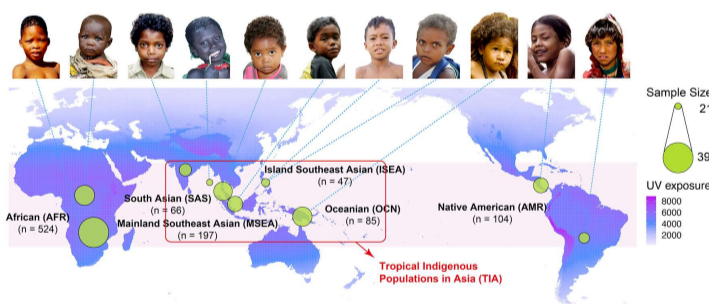 Sample Size
21
39
UV exposure
8000
6000
4000
2000
Island Southeast Asian (ISEA)
(n = 47)
South Asian (SAS)
(n = 66)
Oceanian (OCN)
(n = 85)
African (AFR)
(n = 524)
Mainland Southeast Asian (MSEA)
(n = 197)
Native American (AMR)
(n = 104)
Tropical Indigenous
Populations in Asia (TIA)